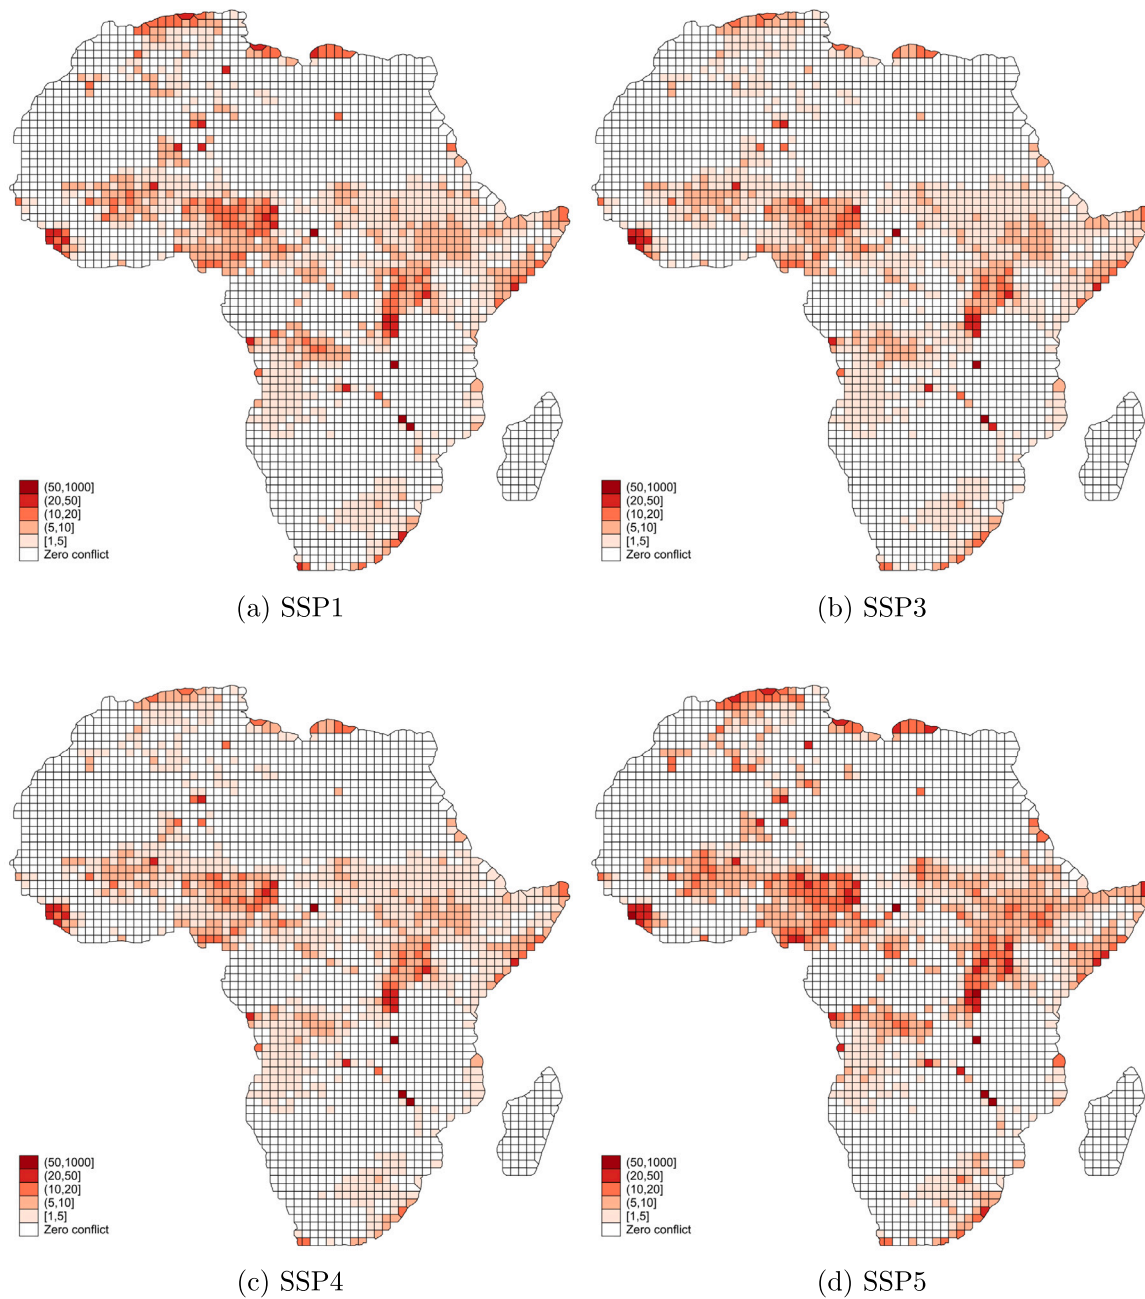 (50,1000]
(20,50]
(10,20]
(5,10]
[1,5]
Zero conflict
(a) SSP1
(50,1000]
(20,50]
(10,20]
(5,10]
[1,5]
Zero conflict
(b) SSP3
(50,1000]
(20,50]
(10,20]
(5,10]
[1,5]
Zero conflict
(c) SSP4
(50,1000]
(20,50]
(10,20]
(5,10]
[1,5]
Zero conflict
(d) SSP5